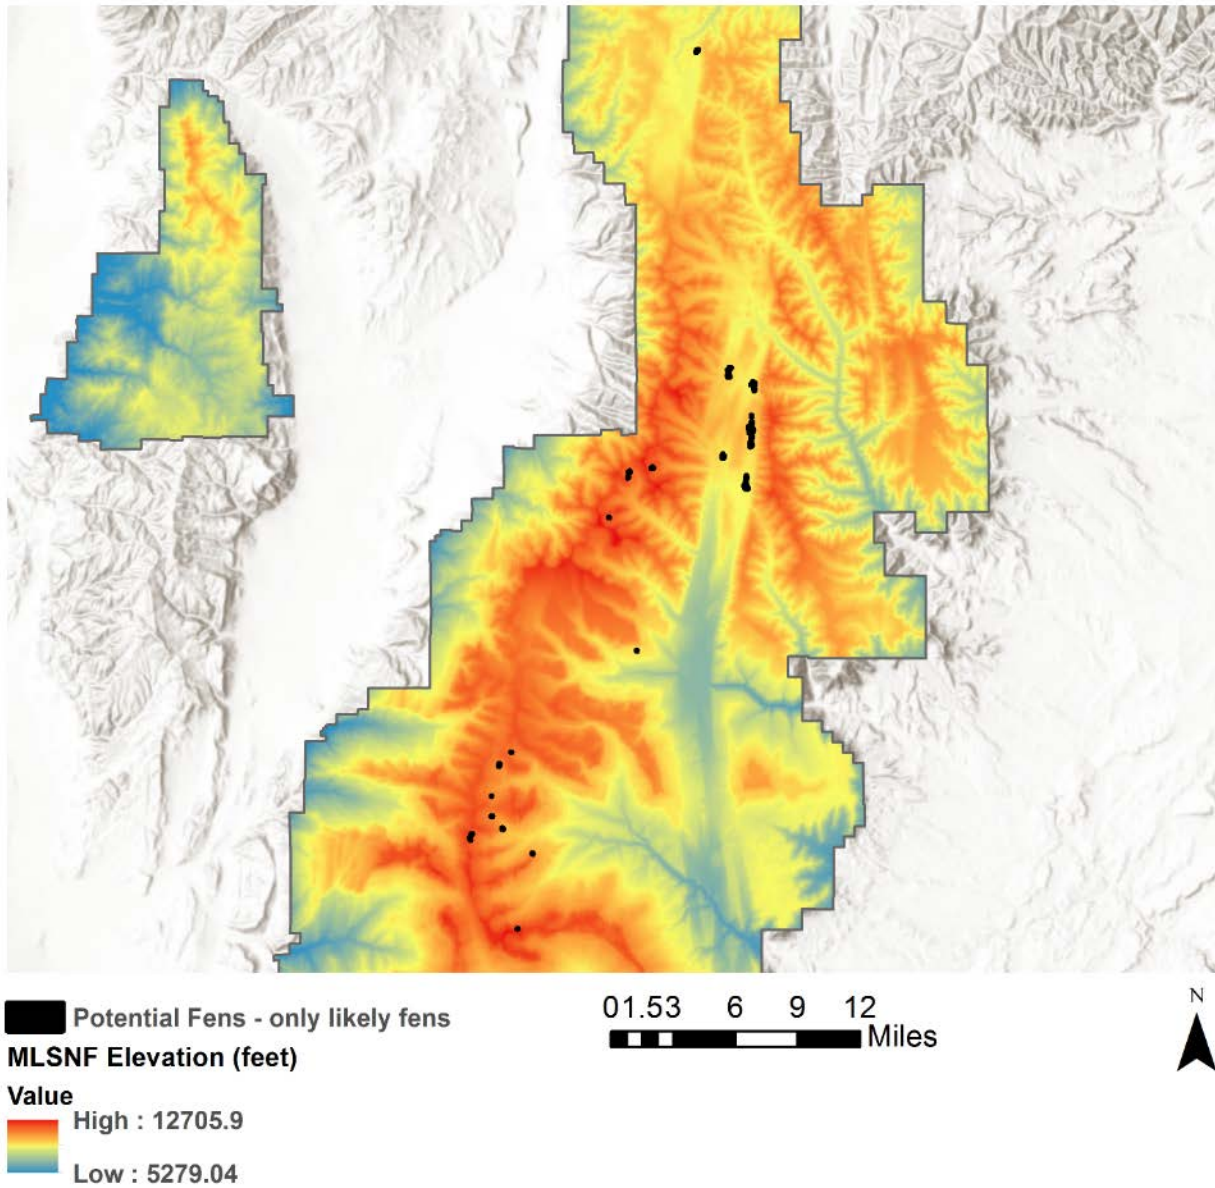 Potential Fens - only likely fens
MLSNF Elevation (feet)
Value
High : 12705.9
Low : 5279.04
01.53 6 9 12
Miles
N